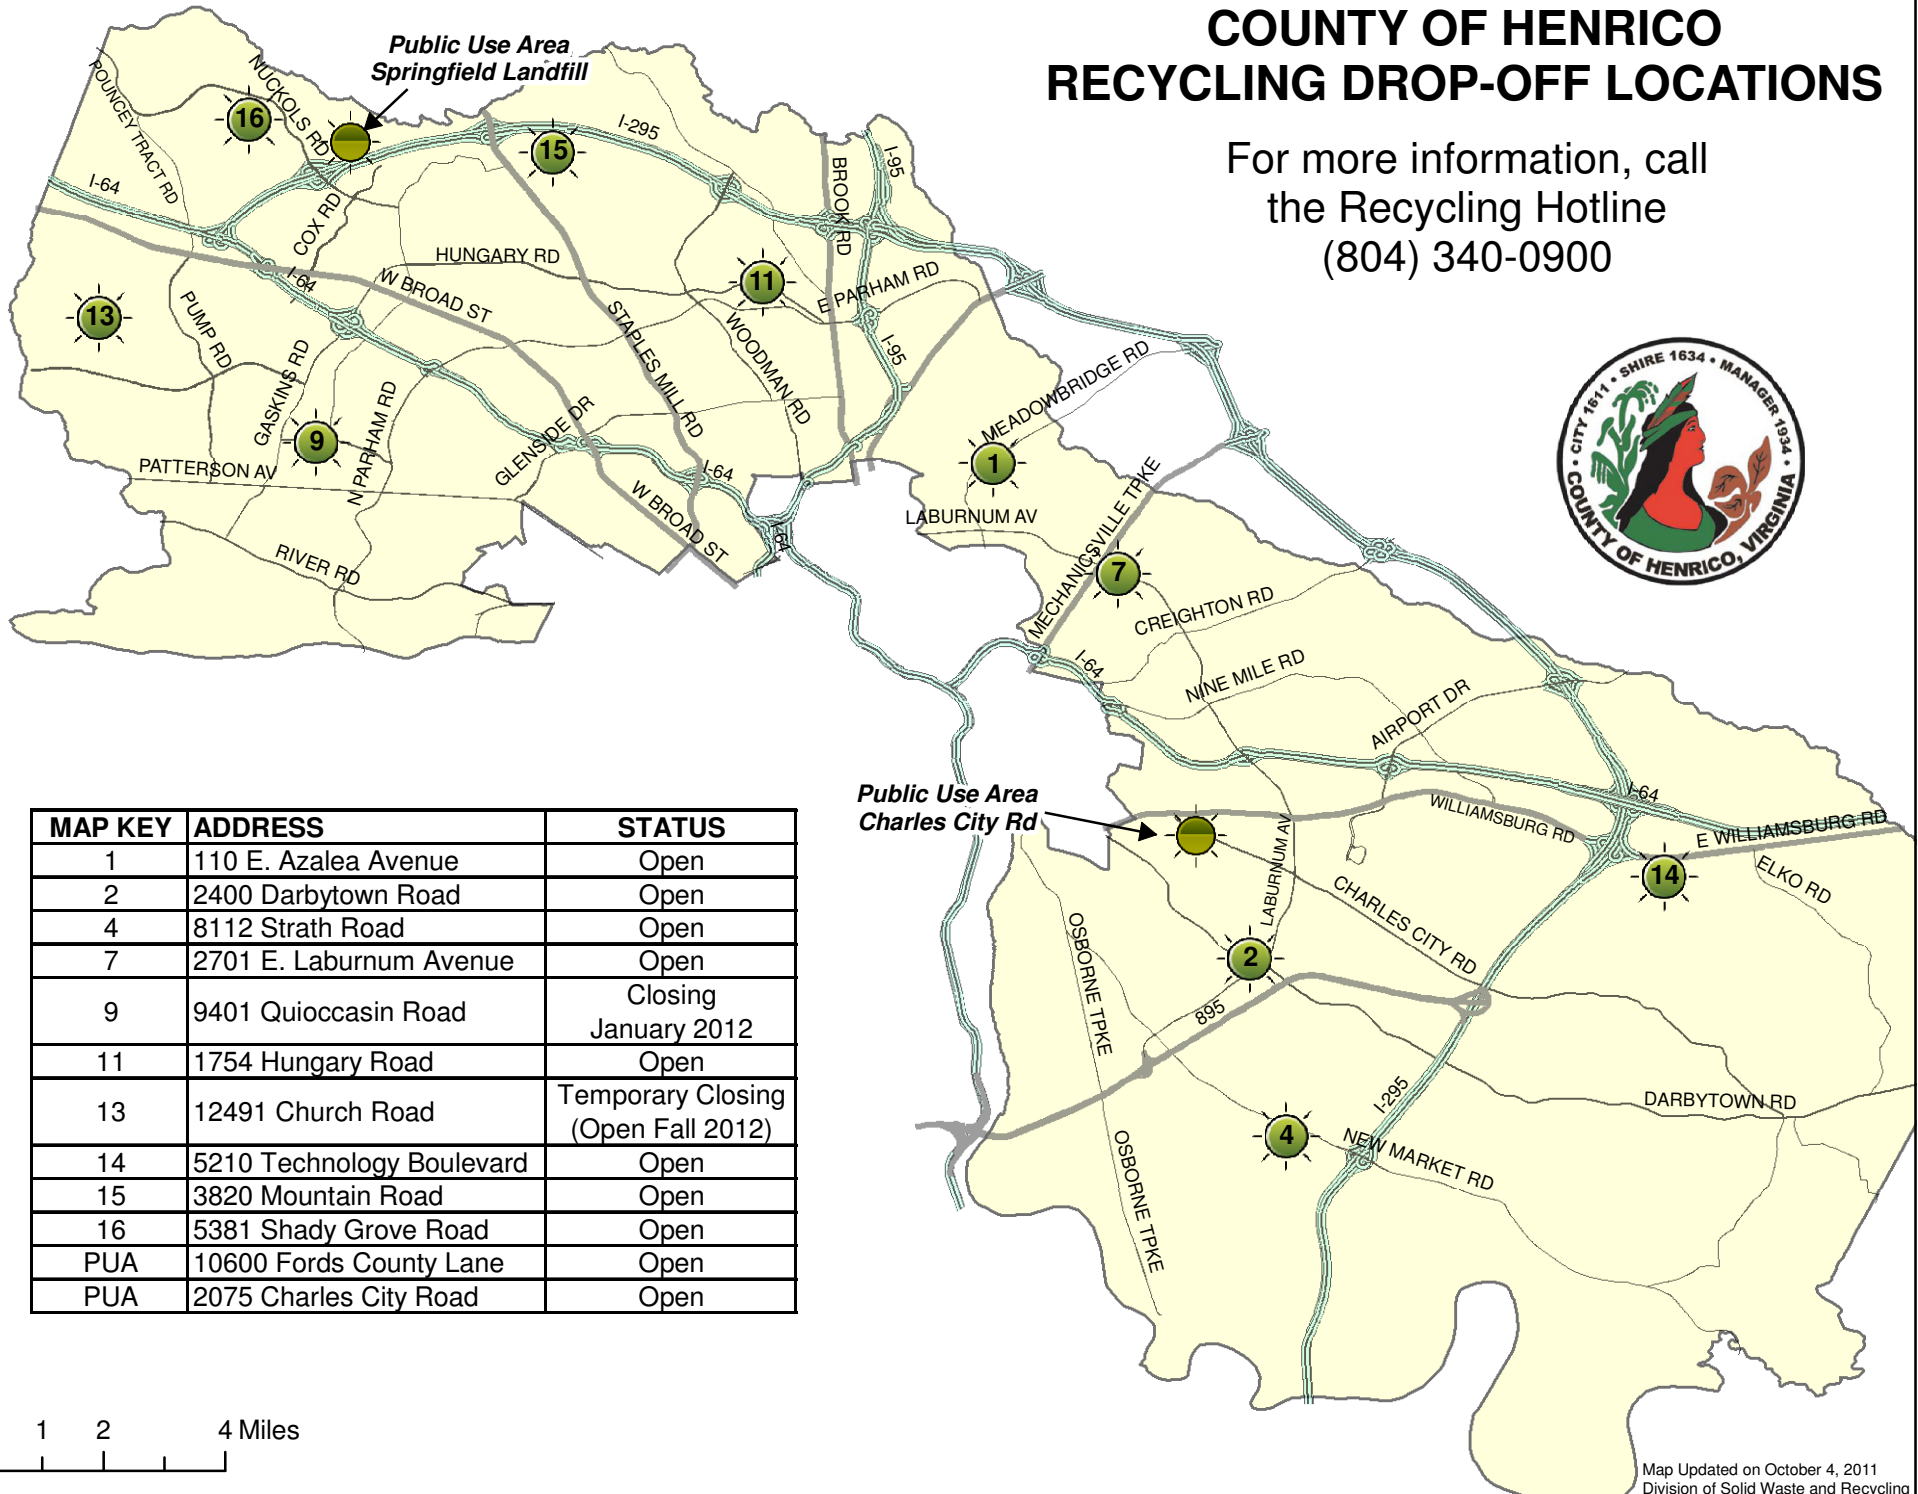 COUNTY OF HENRICO
RECYCLING DROP-OFF LOCATIONS
For more information, call
the Recycling Hotline
(804) 340-0900
Public Use Area
Springfield Landfill
POUNCEY TRACT RD
NUCKOLS RD
16
15
I-295
I-64
COX RD
BROOK RD
I-95
HUNGARY RD
11
E PARHAM RD
I-64
W BROAD ST
13
PUMP RD
STAPLES MILL RD
WOODMAN RD
I-95
GASKINS RD
N PARHAM RD
9
GLENSIDE DR
PATTERSON AV
I-64
W BROAD ST
I-64
RIVER RD
MEADOWBRIDGE RD
1
LABURNUM AV
MECHANICSVILLE TPKE
7
CREIGHTON RD
I-64
NINE MILE RD
AIRPORT DR
CITY 1611 • SHIRE 1634 • MANAGER 1934 •
COUNTY OF HENRICO, VIRGINIA
Public Use Area
Charles City Rd
WILLIAMSBURG RD
I-64
E WILLIAMSBURG RD
14
ELKO RD
LABURNUM AV
CHARLES CITY RD
2
OSBORNE TPKE
895
I-295
DARBYTOWN RD
4
NEW MARKET RD
OSBORNE TPKE
MAP KEY ADDRESS STATUS
1 110 E. Azalea Avenue Open
2 2400 Darbytown Road Open
4 8112 Strath Road Open
7 2701 E. Laburnum Avenue Open
9 9401 Quioccasin Road Closing
January 2012
11 1754 Hungary Road Open
13 12491 Church Road Temporary Closing
(Open Fall 2012)
14 5210 Technology Boulevard Open
15 3820 Mountain Road Open
16 5381 Shady Grove Road Open
PUA 10600 Fords County Lane Open
PUA 2075 Charles City Road Open
1 2 4 Miles
Map Updated on October 4, 2011
Division of Solid Waste and Recycling